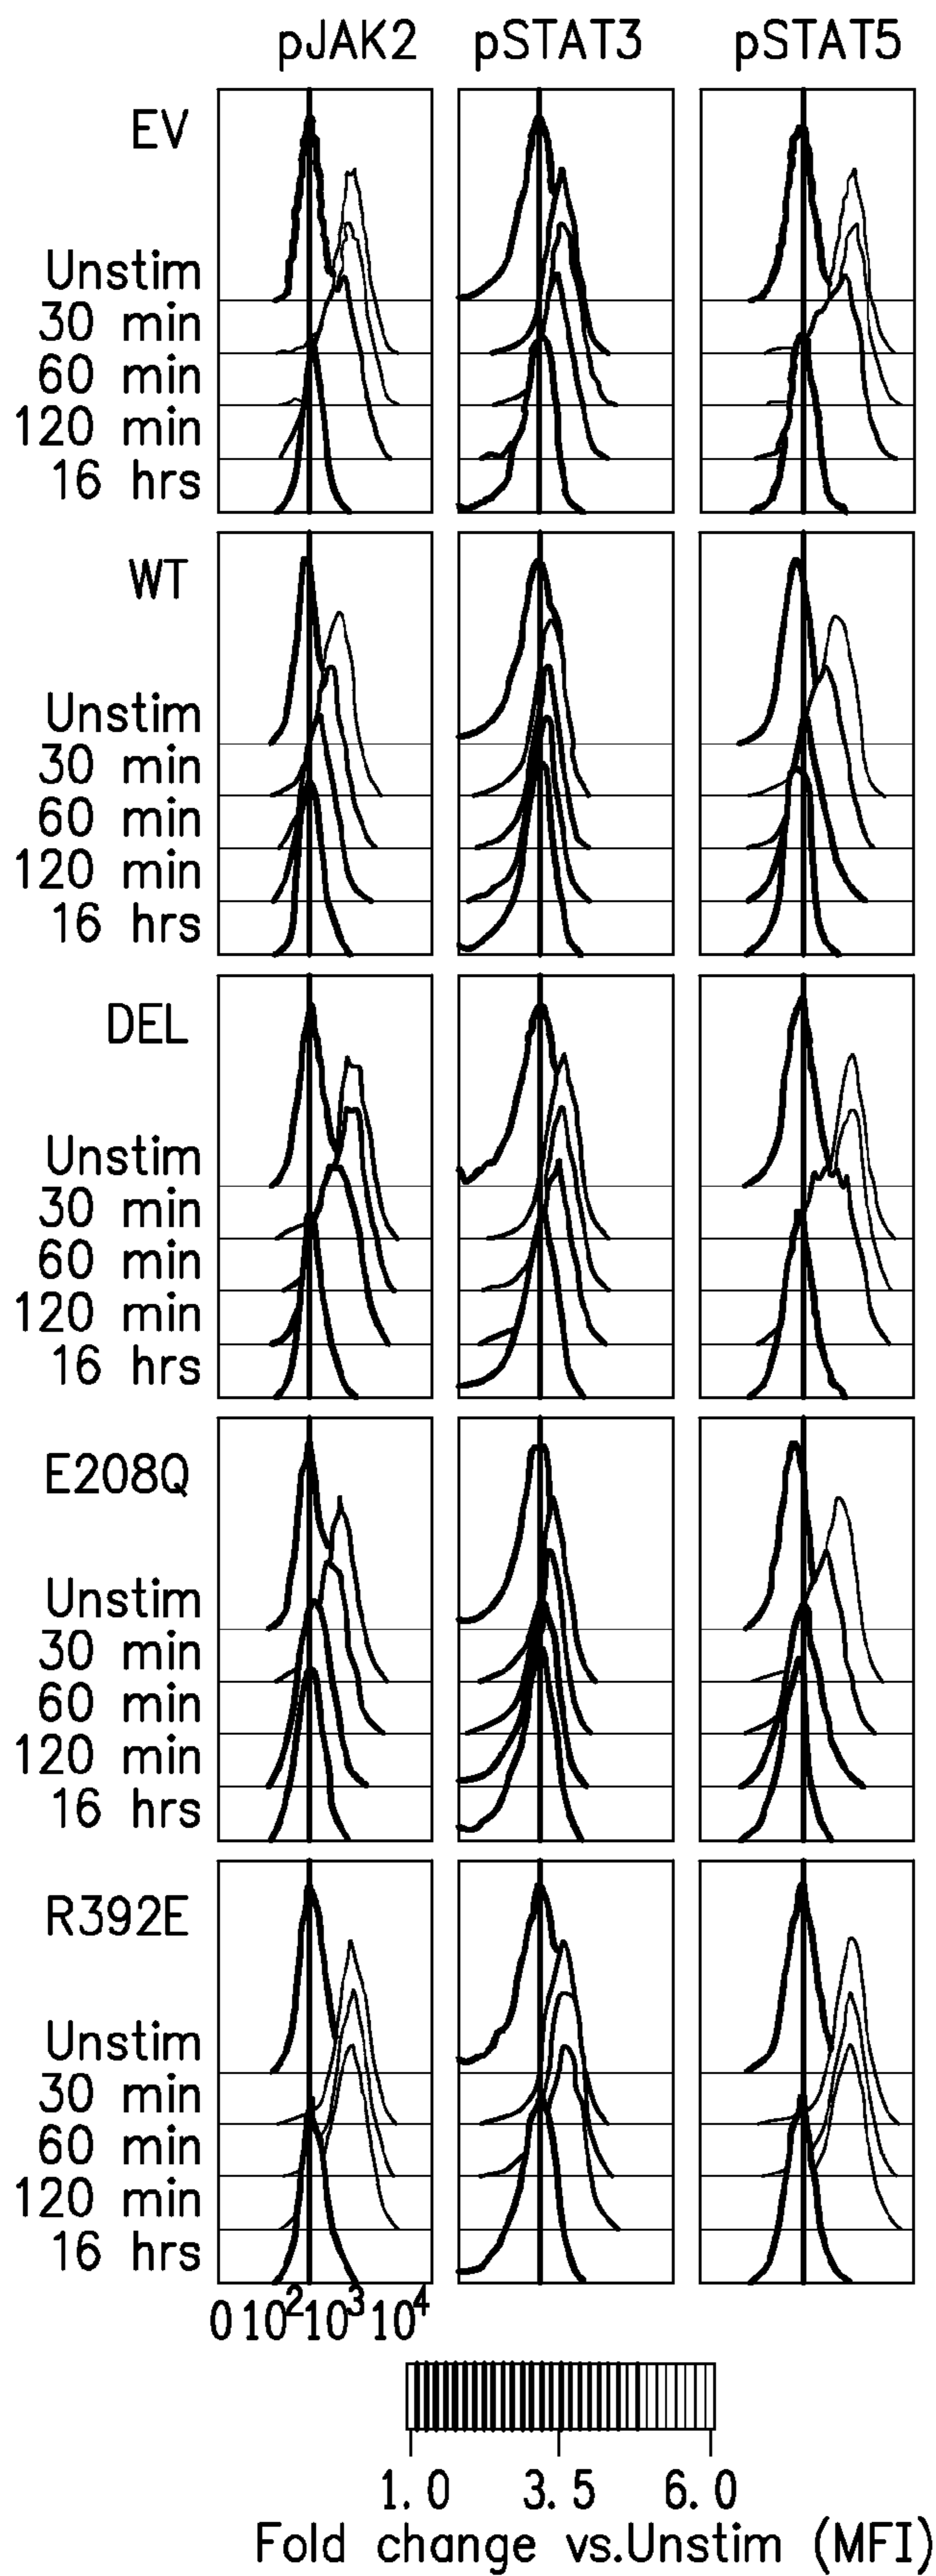 pJAK2 pSTAT3 pSTAT5
EV
Unstim
30 min
60 min
120 min
16 hrs
WT
Unstim
30 min
60 min
120 min
16 hrs
DEL
Unstim
30 min
60 min
120 min
16 hrs
E208Q
Unstim
30 min
60 min
120 min
16 hrs
R392E
Unstim
30 min
60 min
120 min
16 hrs
0 10² 10³ 10⁴
1.0 3.5 6.0
Fold change vs.Unstim (MFI)